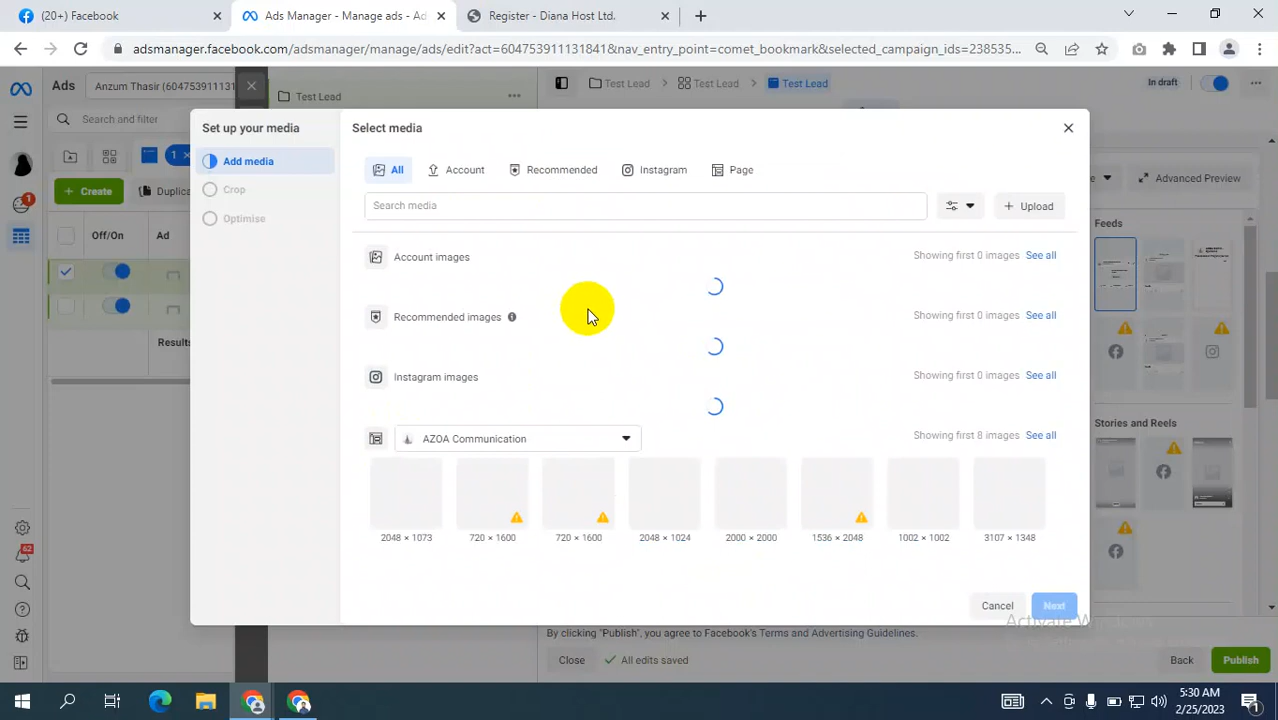 (20+) Facebook
Ads Manager - Manage ads - Ad
Register - Diana Host Ltd.
adsmanager.facebook.com/adsmanager/manage/ads/edit?act=604753911131841&nav_entry_point=comet_bookmark&selected_campaign_ids=238535...
Ads
Anzum Thasir (604753911131
Test Lead
Test Lead
Test Lead
Test Lead
In draft
Search and filter
1
Create
Duplica
Off/On
Ad
Results
Set up your media
Add media
Crop
Optimise
Select media
All
Account
Recommended
Instagram
Page
Search media
Upload
Account images
Showing first 0 images
See all
Recommended images
Showing first 0 images
See all
Instagram images
Showing first 0 images
See all
AZOA Communication
Showing first 8 images
See all
2048 × 1073
720 × 1600
720 × 1600
2048 × 1024
2000 × 2000
1536 × 2048
1002 × 1002
3107 × 1348
Cancel
Next
Advanced Preview
Feeds
Stories and Reels
Activate W
By clicking "Publish", you agree to Facebook's Terms and Advertising Guidelines.
Close
All edits saved
Back
Publish
1
62
5:30 AM
2/25/2023
1